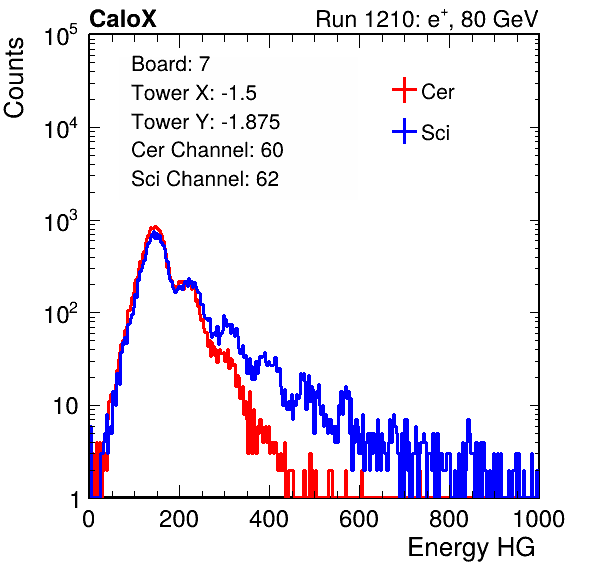 CaloX Run 1210: e⁺, 80 GeV
Counts
10⁵
10⁴
10³
10²
10
1
Board: 7
Tower X: -1.5
Tower Y: -1.875
Cer Channel: 60
Sci Channel: 62
Cer
Sci
0 200 400 600 800 1000
Energy HG